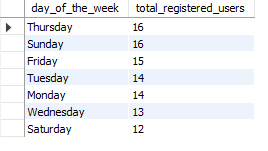 day_of_the_week total_registered_users
Thursday 16
Sunday 16
Friday 15
Tuesday 14
Monday 14
Wednesday 13
Saturday 12